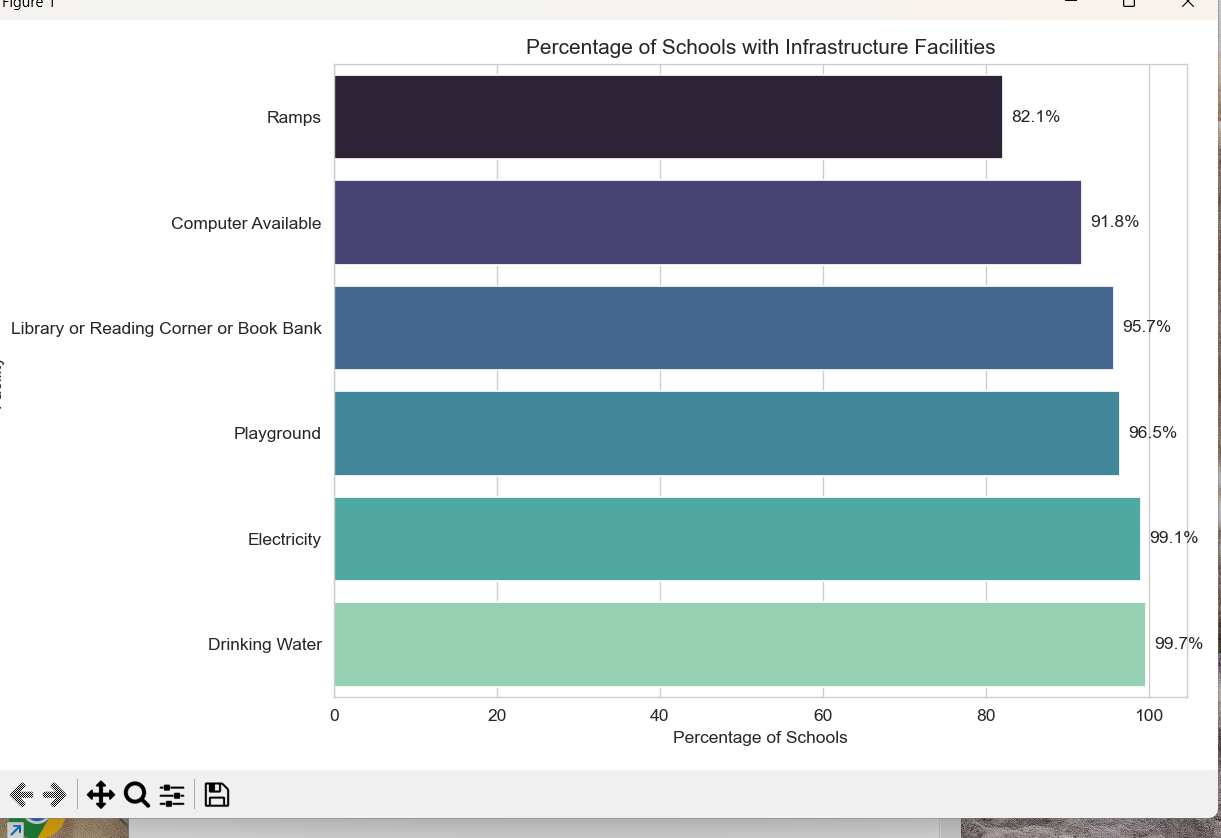 Figure 1
Percentage of Schools with Infrastructure Facilities
Ramps
82.1%
Computer Available
91.8%
Library or Reading Corner or Book Bank
95.7%
Playground
96.5%
Electricity
99.1%
Drinking Water
99.7%
0 20 40 60 80 100
Percentage of Schools